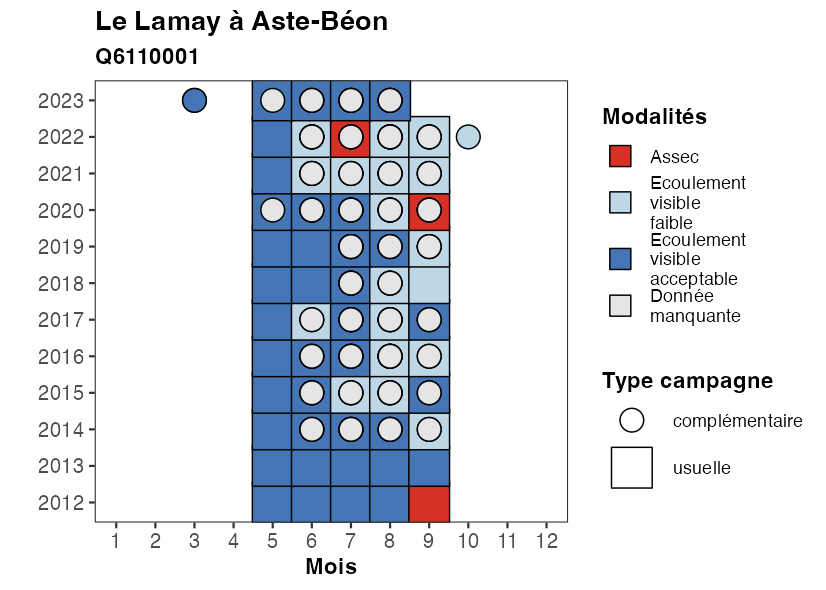 Le Lamay à Aste-Béon
Q6110001
2023
2022
2021
2020
2019
2018
2017
2016
2015
2014
2013
2012
1 2 3 4 5 6 7 8 9 10 11 12
Mois
Modalités
Assec
Ecoulement
visible
faible
Ecoulement
visible
acceptable
Donnée
manquante
Type campagne
complémentaire
usuelle